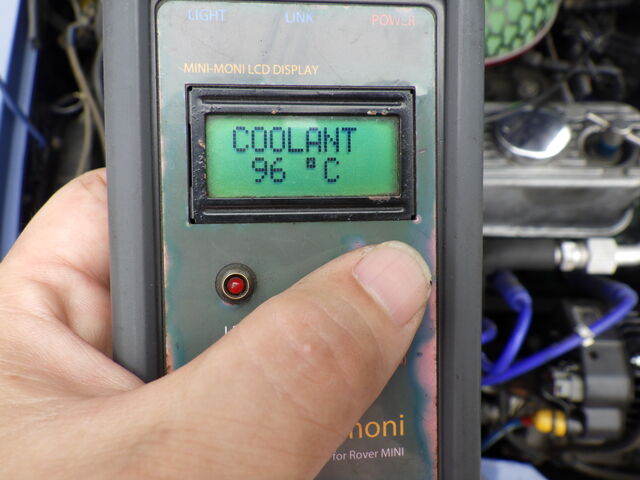 LIGHT LINK POWER
MINI-MONI LCD DISPLAY
COOLANT
96 °C
moni
for Rover MINI